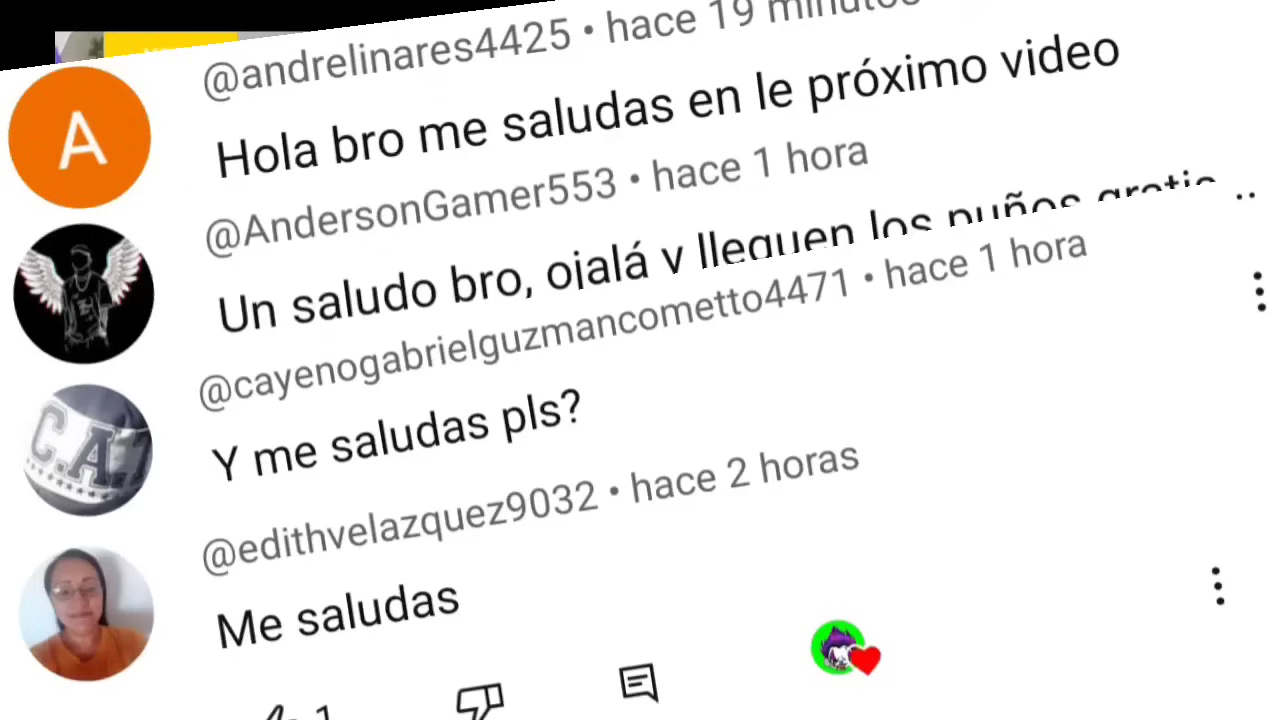 @andrelinares4425 • hace 19 minutos
A
Hola bro me saludas en le próximo video
@AndersonGamer553 • hace 1 hora
Un saludo bro, ojalá y lleguen los puños gratis
@cayenogabrielguzmancometto4471 • hace 1 hora
C.A.
Y me saludas pls?
@edithvelazquez9032 • hace 2 horas
Me saludas
1